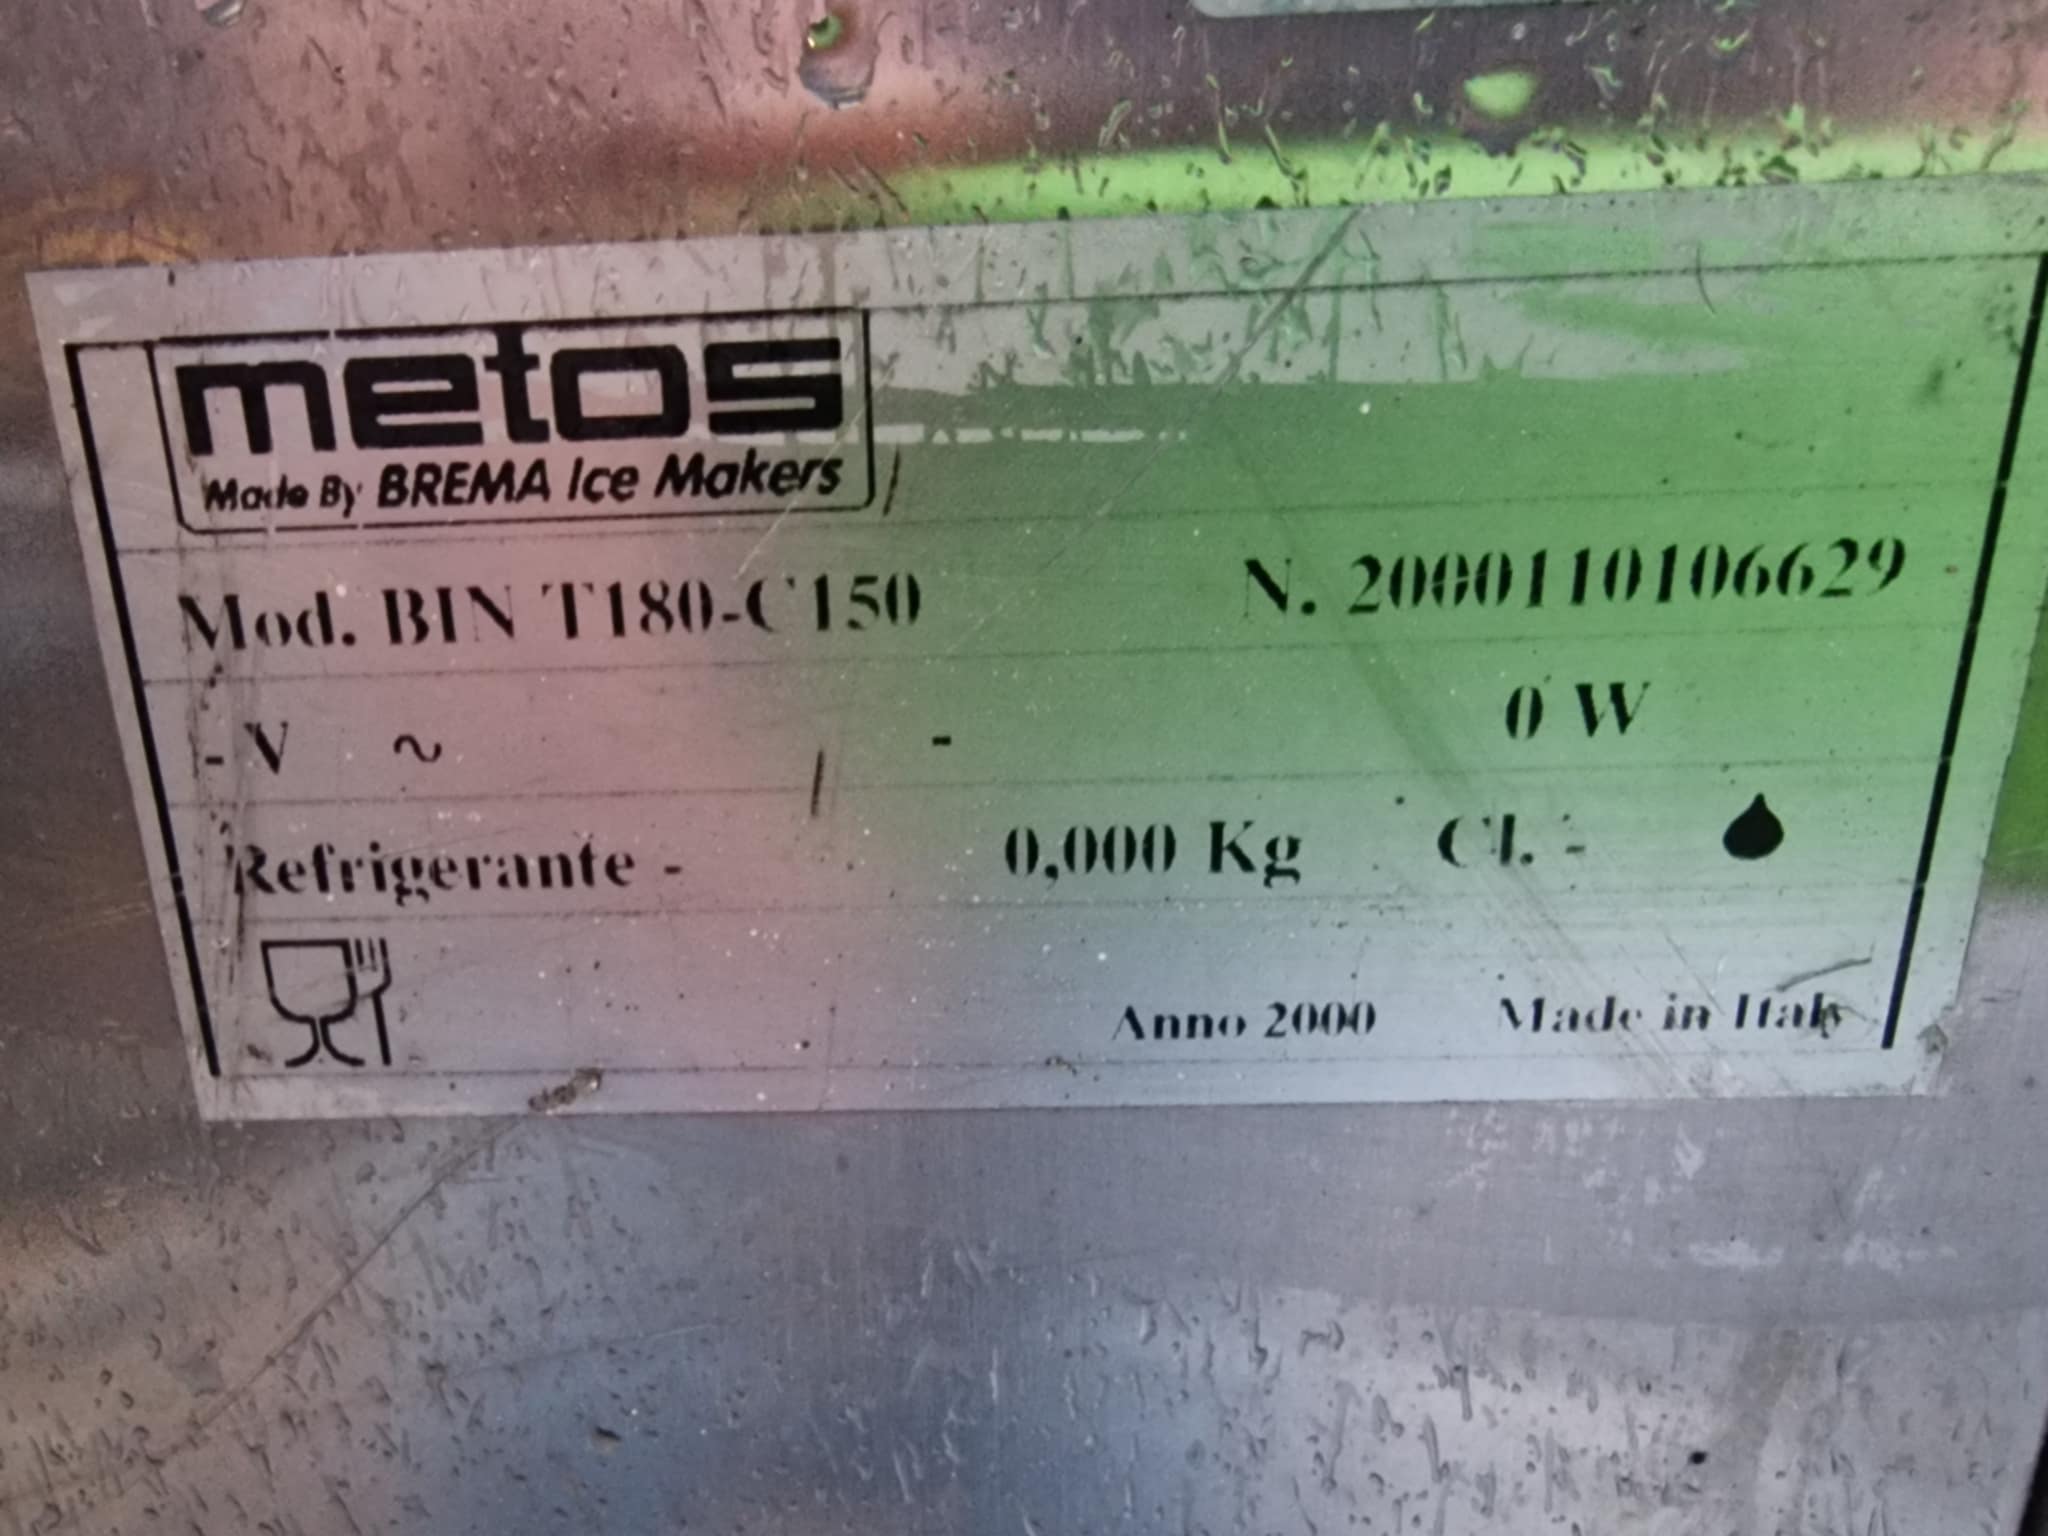 metos
Made By BREMA Ice Makers
Mod. BIN T180-C150 N. 2000110106629
- V ~ - 0 W
Refrigerante - 0,000 Kg Cl. -
Anno 2000 Made in Italy